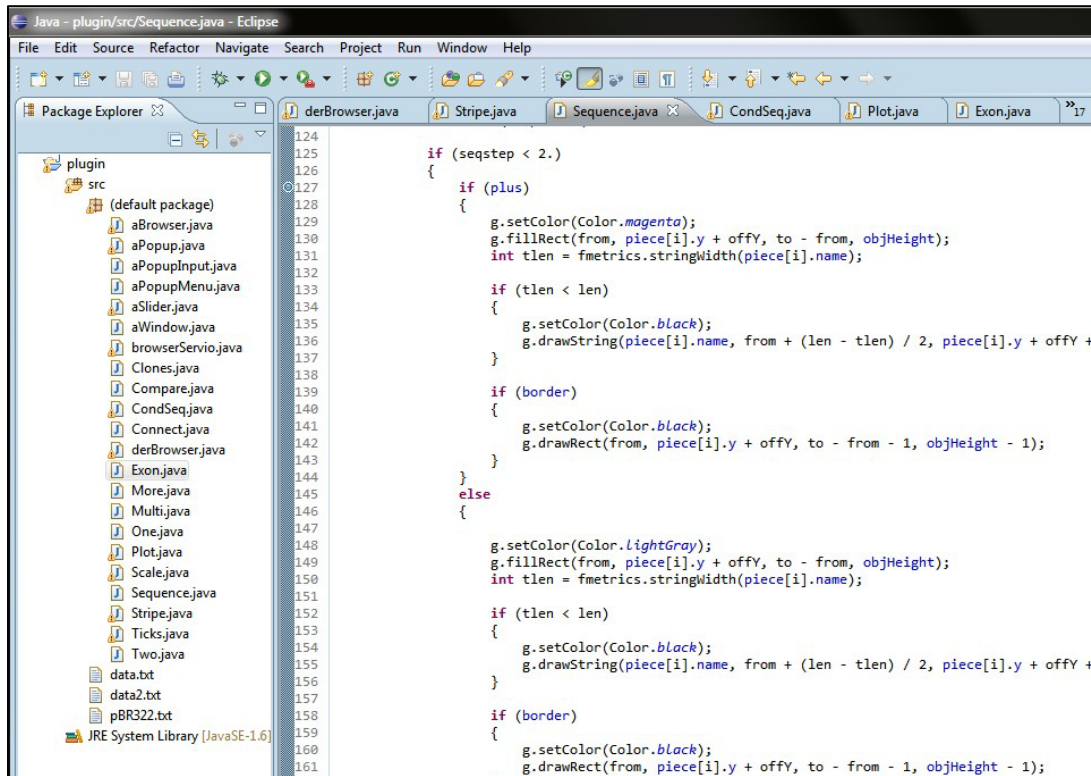 Java - plugin/src/Sequence.java - Eclipse
File Edit Source Refactor Navigate Search Project Run Window Help
Package Explorer
derBrowser.java Stripe.java Sequence.java CondSeq.java Plot.java Exon.java »17
plugin
src
(default package)
aBrowser.java
aPopup.java
aPopupInput.java
aPopupMenu.java
aSlider.java
aWindow.java
browserServio.java
Clones.java
Compare.java
CondSeq.java
Connect.java
derBrowser.java
Exon.java
More.java
Multi.java
One.java
Plot.java
Scale.java
Sequence.java
Stripe.java
Ticks.java
Two.java
data.txt
data2.txt
pBR322.txt
JRE System Library [JavaSE-1.6]
124
125 if (seqstep < 2.)
126 {
127 if (plus)
128 {
129 g.setColor(Color.magenta);
130 g.fillRect(from, piece[i].y + offY, to - from, objHeight);
131 int tlen = fmetrics.stringWidth(piece[i].name);
132
133 if (tlen < len)
134 {
135 g.setColor(Color.black);
136 g.drawString(piece[i].name, from + (len - tlen) / 2, piece[i].y + offY +
137 }
138
139 if (border)
140 {
141 g.setColor(Color.black);
142 g.drawRect(from, piece[i].y + offY, to - from - 1, objHeight - 1);
143 }
144 }
145 else
146 {
147
148 g.setColor(Color.lightGray);
149 g.fillRect(from, piece[i].y + offY, to - from, objHeight);
150 int tlen = fmetrics.stringWidth(piece[i].name);
151
152 if (tlen < len)
153 {
154 g.setColor(Color.black);
155 g.drawString(piece[i].name, from + (len - tlen) / 2, piece[i].y + offY +
156 }
157
158 if (border)
159 {
160 g.setColor(Color.black);
161 g.drawRect(from, piece[i].y + offY, to - from - 1, objHeight - 1);